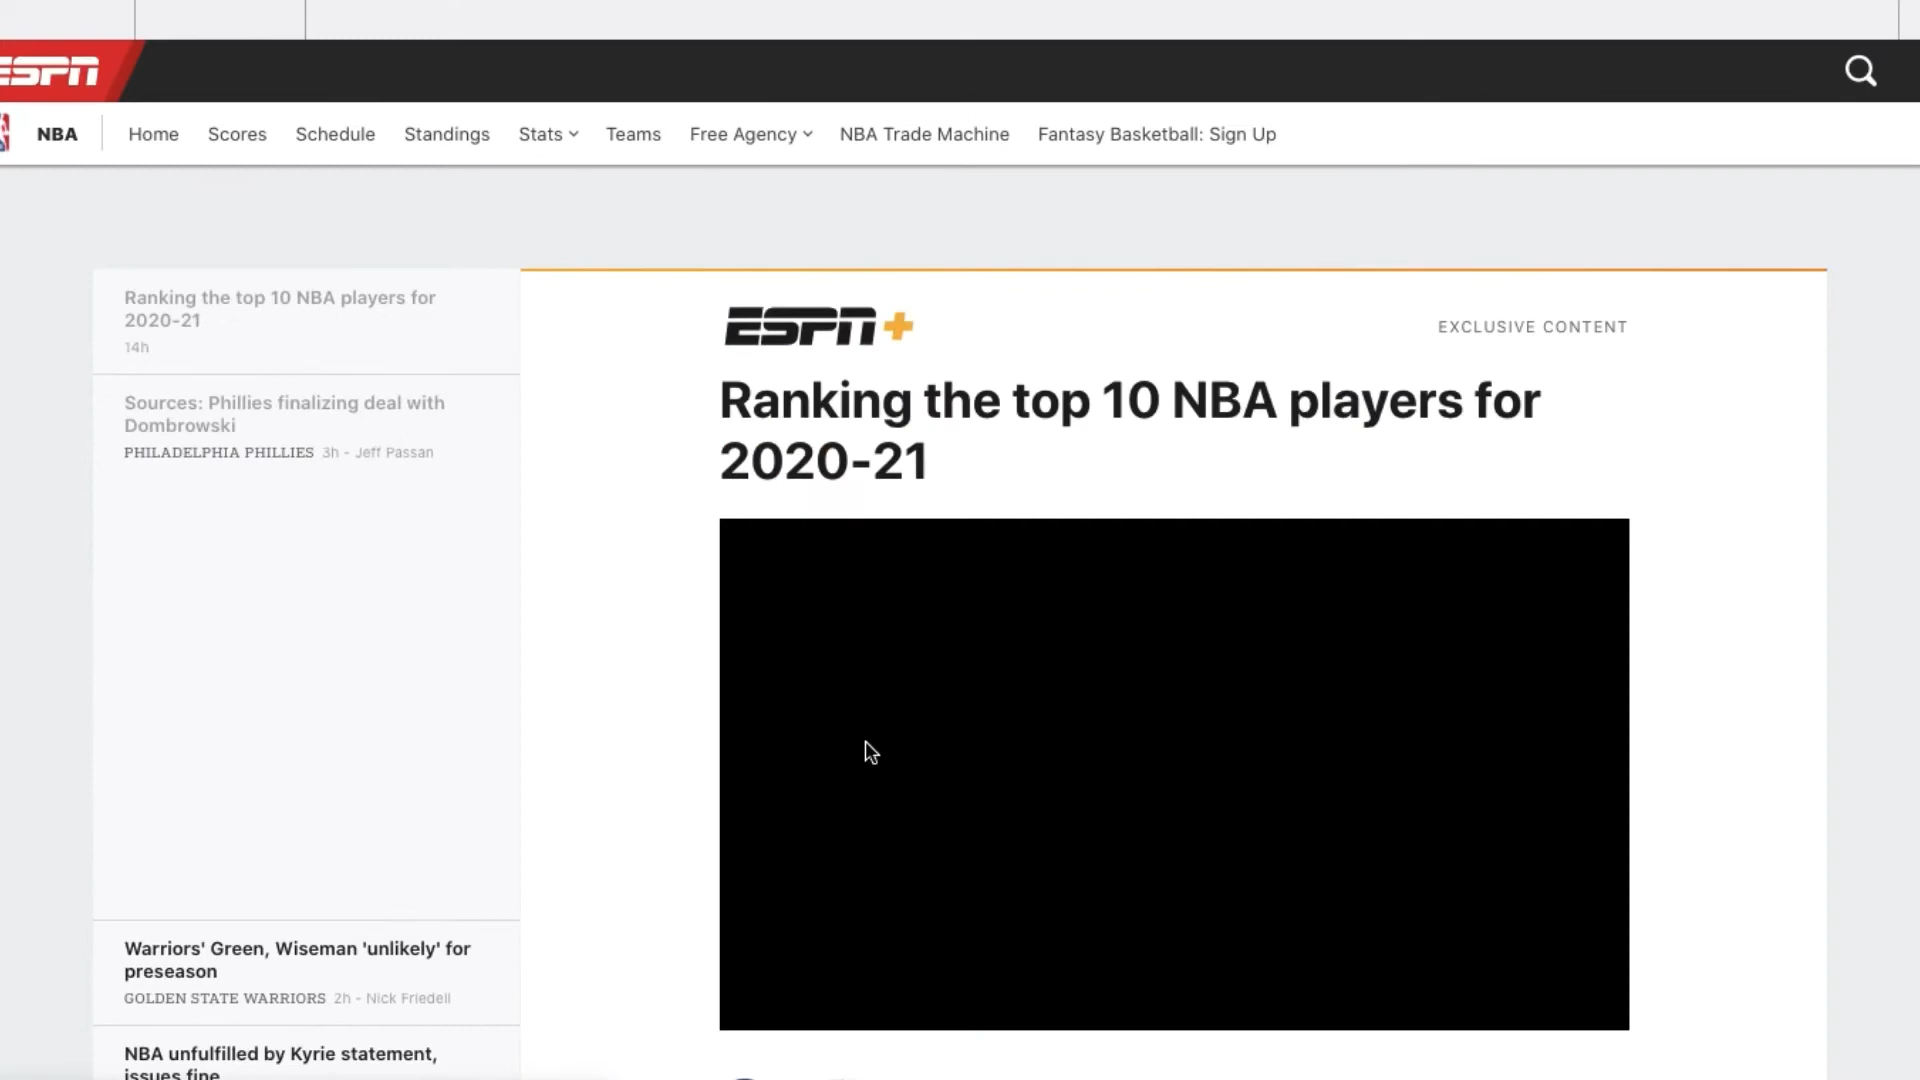 ESPN
NBA
Home
Scores
Schedule
Standings
Stats
Teams
Free Agency
NBA Trade Machine
Fantasy Basketball: Sign Up
Ranking the top 10 NBA players for
2020-21
14h
Sources: Phillies finalizing deal with
Dombrowski
PHILADELPHIA PHILLIES 3h - Jeff Passan
Warriors' Green, Wiseman 'unlikely' for
preseason
GOLDEN STATE WARRIORS 2h - Nick Friedell
NBA unfulfilled by Kyrie statement,
issues fine
ESPN+
EXCLUSIVE CONTENT
Ranking the top 10 NBA players for
2020-21